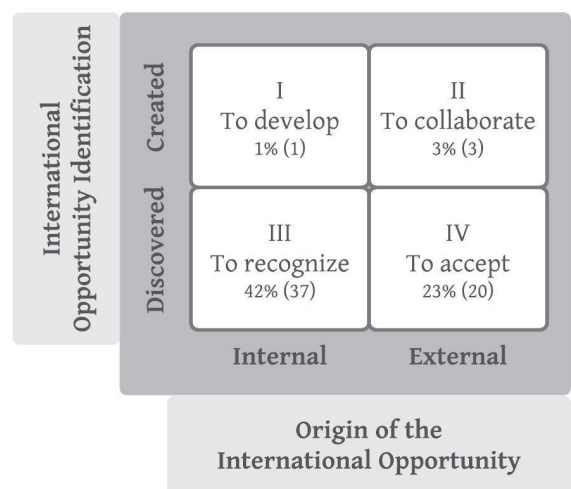 International
Opportunity Identification
Created
Discovered
I
To develop
1% (1)
II
To collaborate
3% (3)
III
To recognize
42% (37)
IV
To accept
23% (20)
Internal
External
Origin of the
International Opportunity